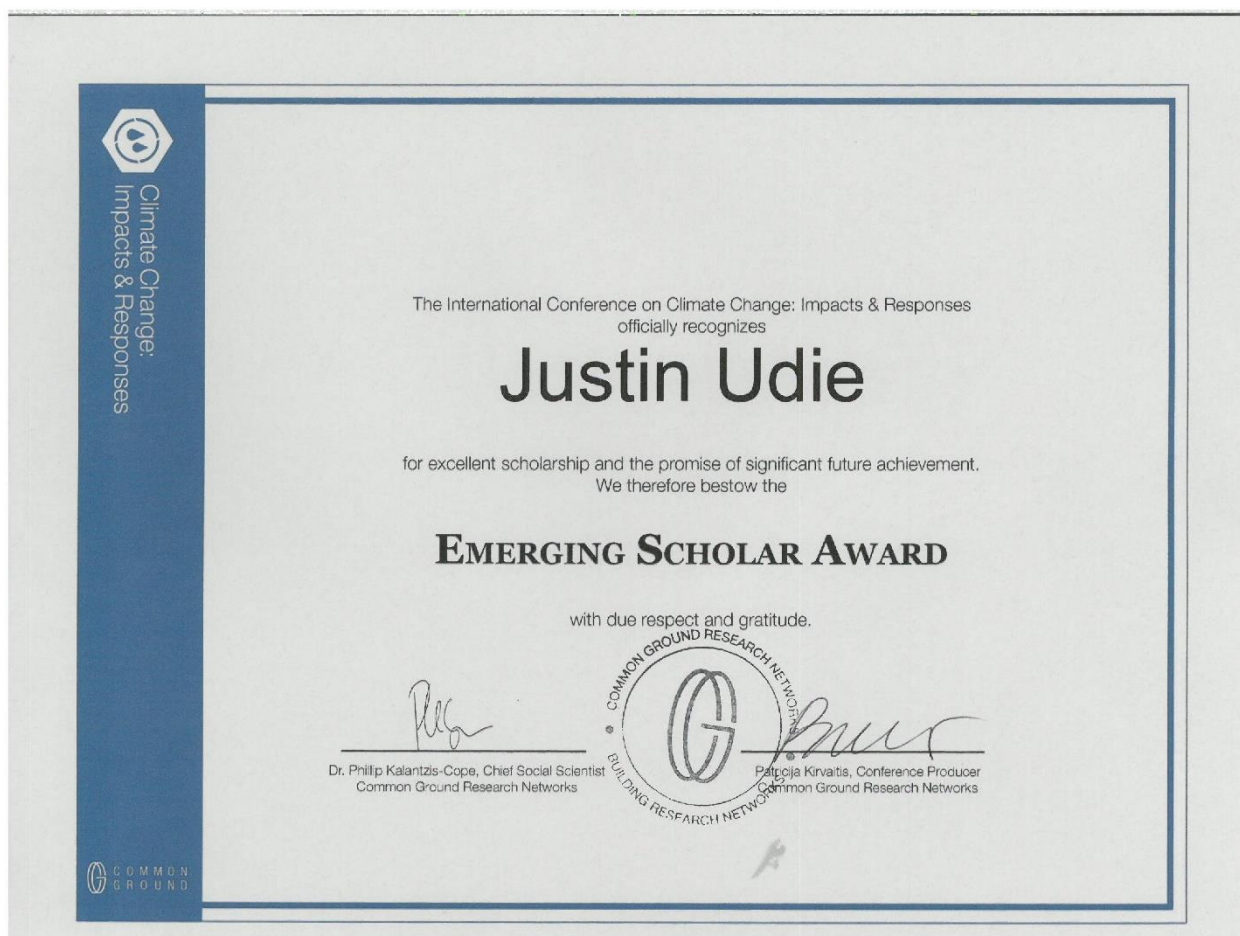 Climate Change:
Impacts & Responses
The International Conference on Climate Change: Impacts & Responses
officially recognizes
Justin Udie
for excellent scholarship and the promise of significant future achievement.
We therefore bestow the
EMERGING SCHOLAR AWARD
with due respect and gratitude.
COMMON GROUND RESEARCH NETWORKS
BUILDING RESEARCH NETWORKS
Dr. Phillip Kalantzis-Cope, Chief Social Scientist
Common Ground Research Networks
Patricija Kirvaitis, Conference Producer
Common Ground Research Networks
COMMON
GROUND